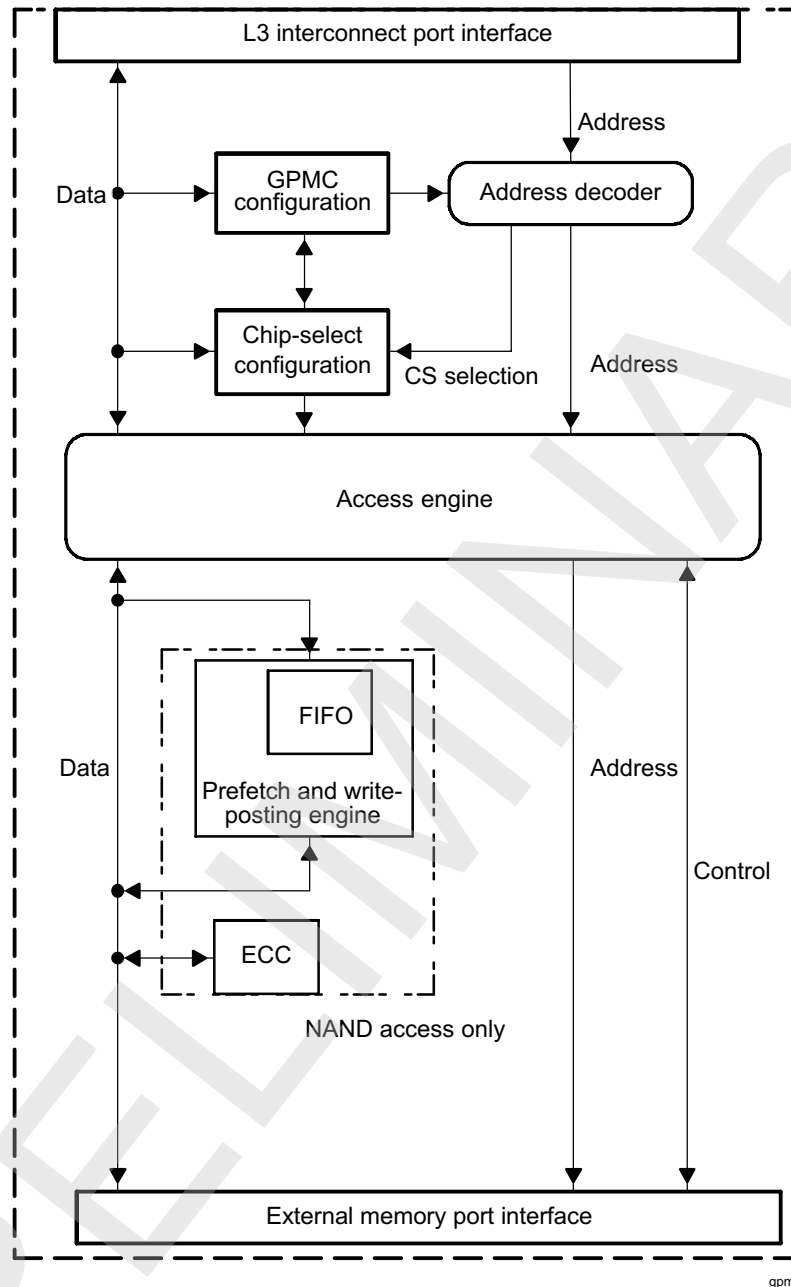 L3 interconnect port interface
Address
GPMC
configuration
Address decoder
Data
Chip-select
configuration
CS selection
Address
Access engine
FIFO
Data
Prefetch and write-
posting engine
Address
Control
ECC
NAND access only
External memory port interface